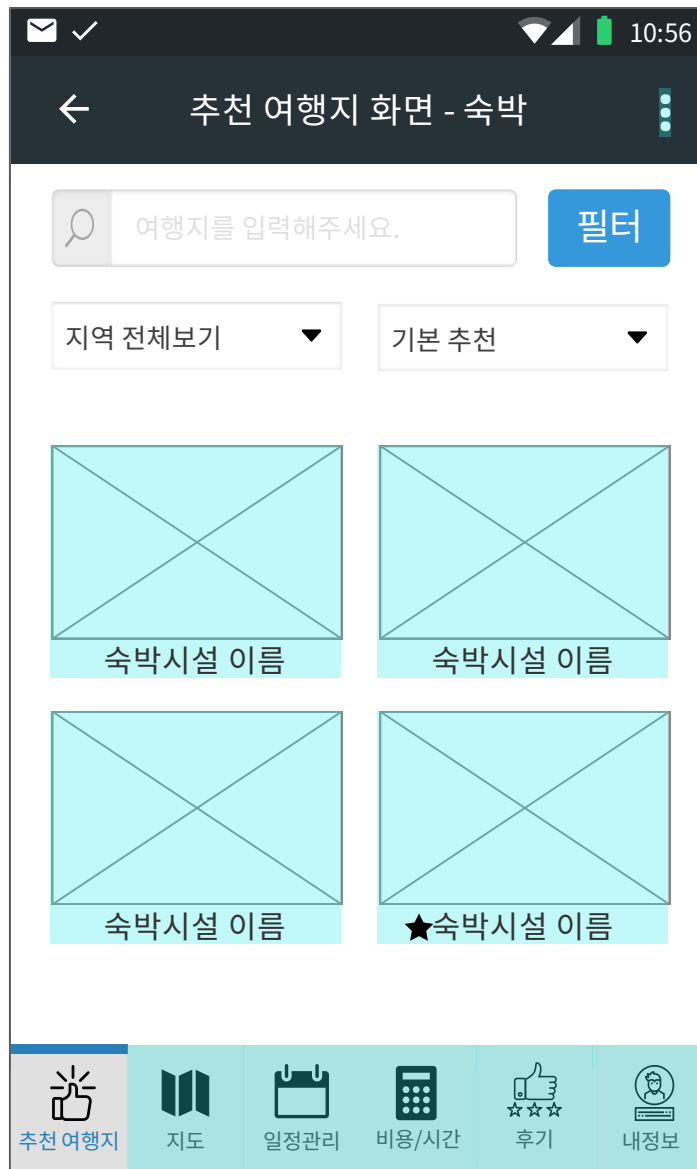 10:56
추천 여행지 화면 - 숙박
여행지를 입력해주세요.
필터
지역 전체보기
기본 추천
숙박시설 이름
숙박시설 이름
숙박시설 이름
★숙박시설 이름
추천 여행지
지도
일정관리
비용/시간
후기
내정보